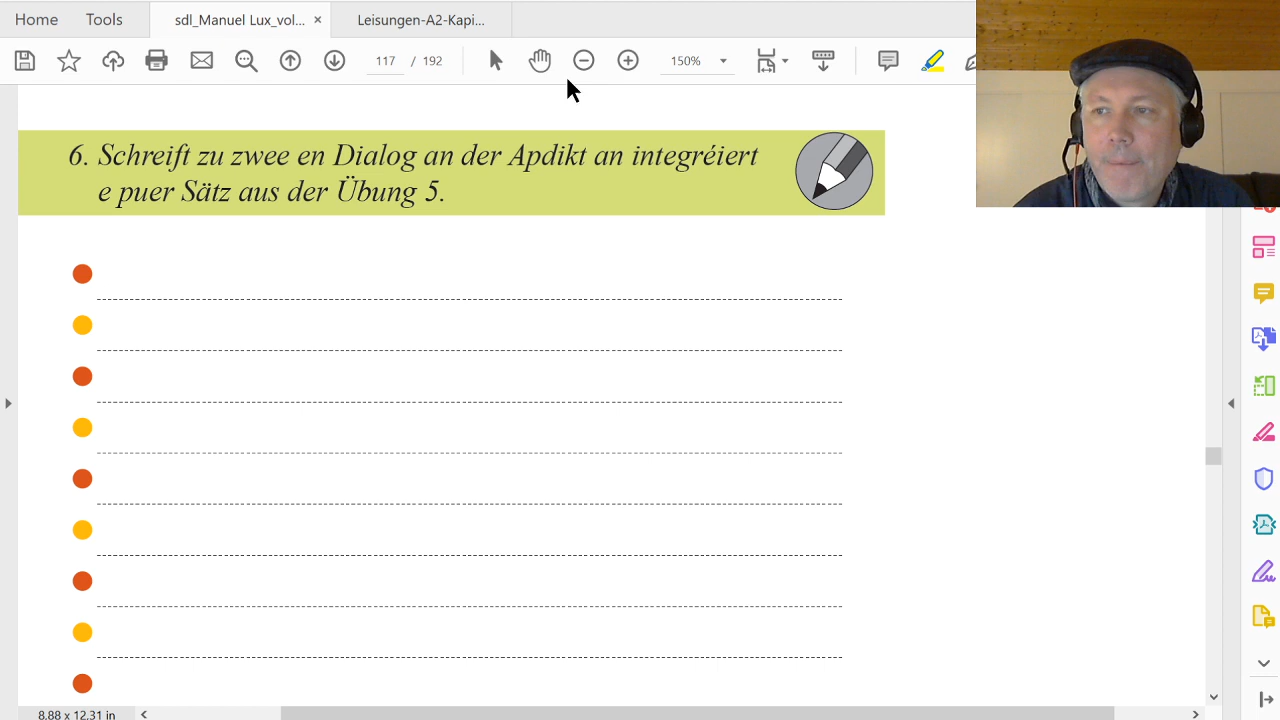 Home Tools sdl_Manuel Lux_vol... × Leisungen-A2-Kapi...
117 / 192 150%
6. Schreift zu zwee en Dialog an der Apdikt an integréiert
e puer Sätz aus der Übung 5.
8.88 x 12.31 in